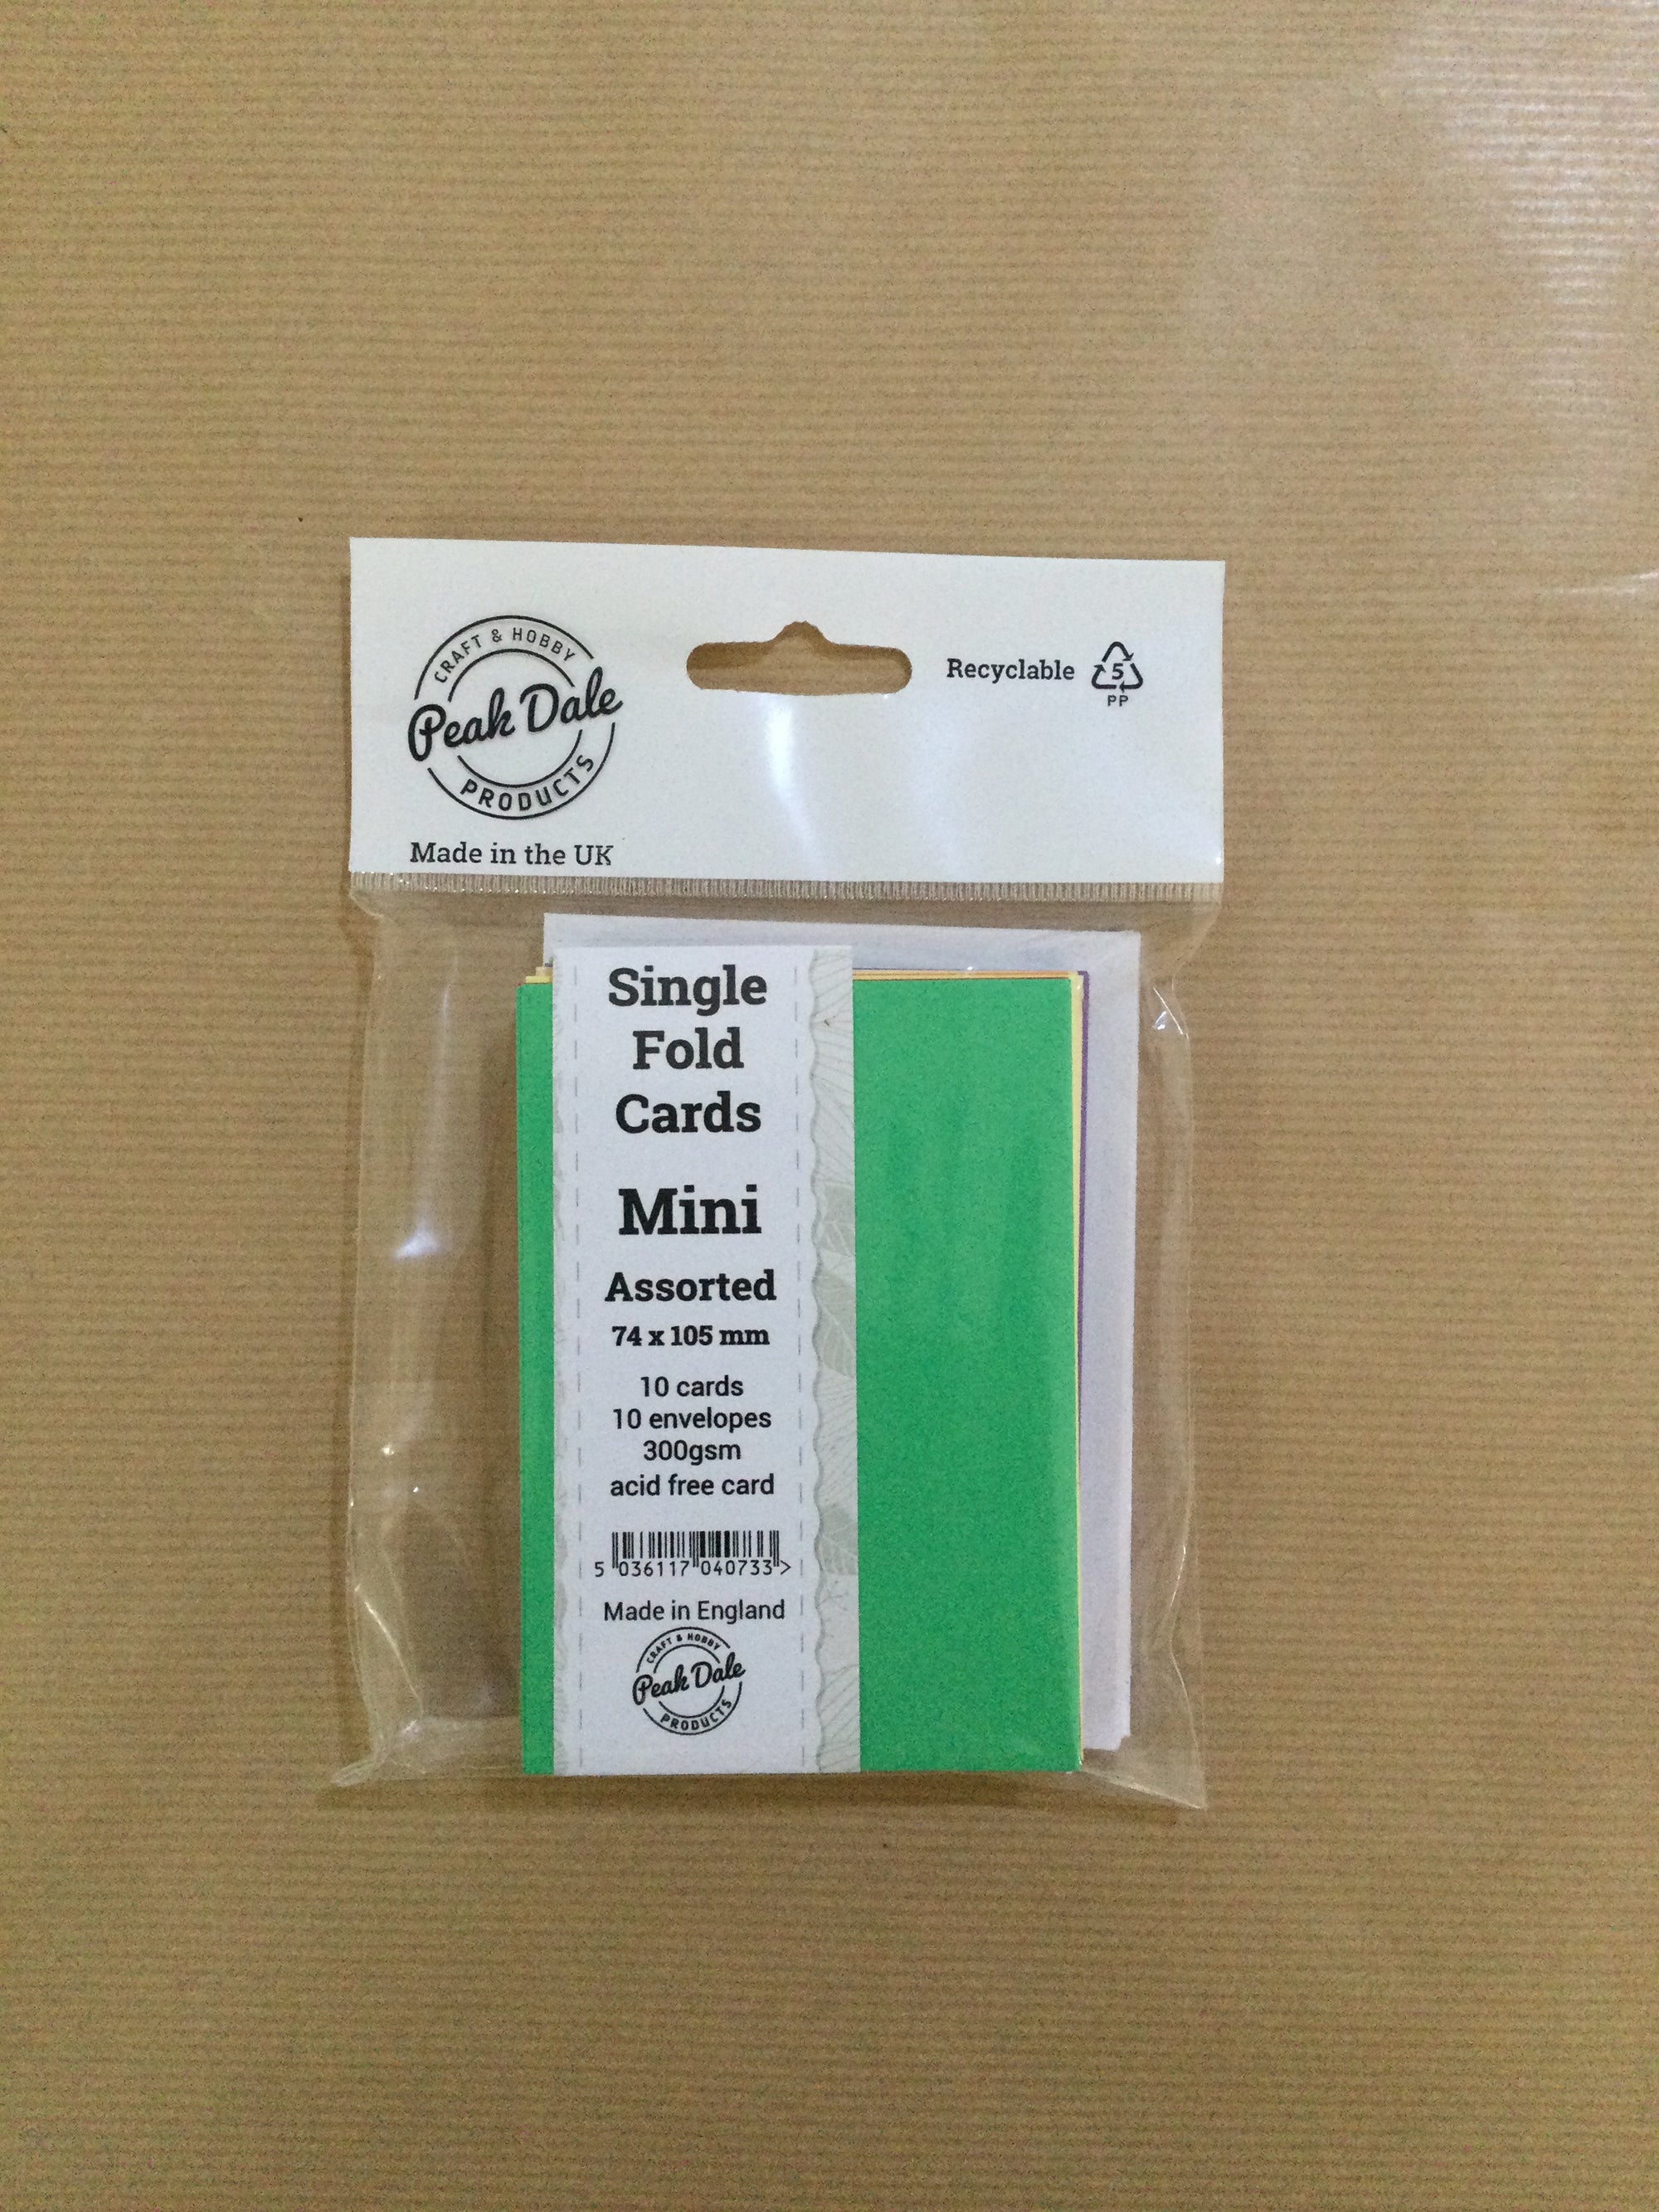 CRAFT & HOBBY
Peak Dale
PRODUCTS
Made in the UK
Recyclable
5
PP
Single
Fold
Cards
Mini
Assorted
74 x 105 mm
10 cards
10 envelopes
300gsm
acid free card
5 036117 040733 >
Made in England
CRAFT & HOBBY
Peak Dale
PRODUCTS